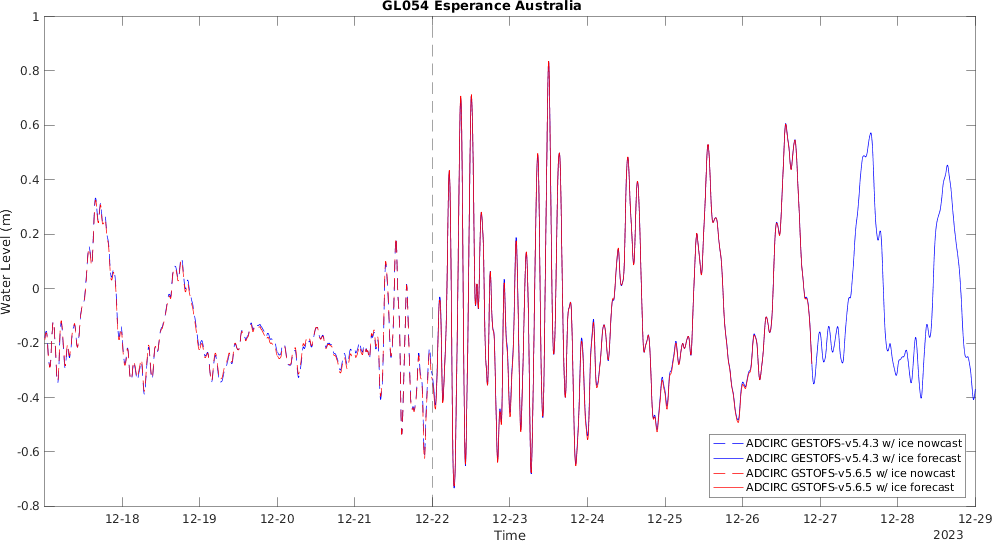 GL054 Esperance Australia
Water Level (m)
1
0.8
0.6
0.4
0.2
0
-0.2
-0.4
-0.6
-0.8
ADCIRC GESTOFS-v5.4.3 w/ ice nowcast
ADCIRC GESTOFS-v5.4.3 w/ ice forecast
ADCIRC GSTOFS-v5.6.5 w/ ice nowcast
ADCIRC GSTOFS-v5.6.5 w/ ice forecast
12-18 12-19 12-20 12-21 12-22 12-23 12-24 12-25 12-26 12-27 12-28 12-29
Time
2023